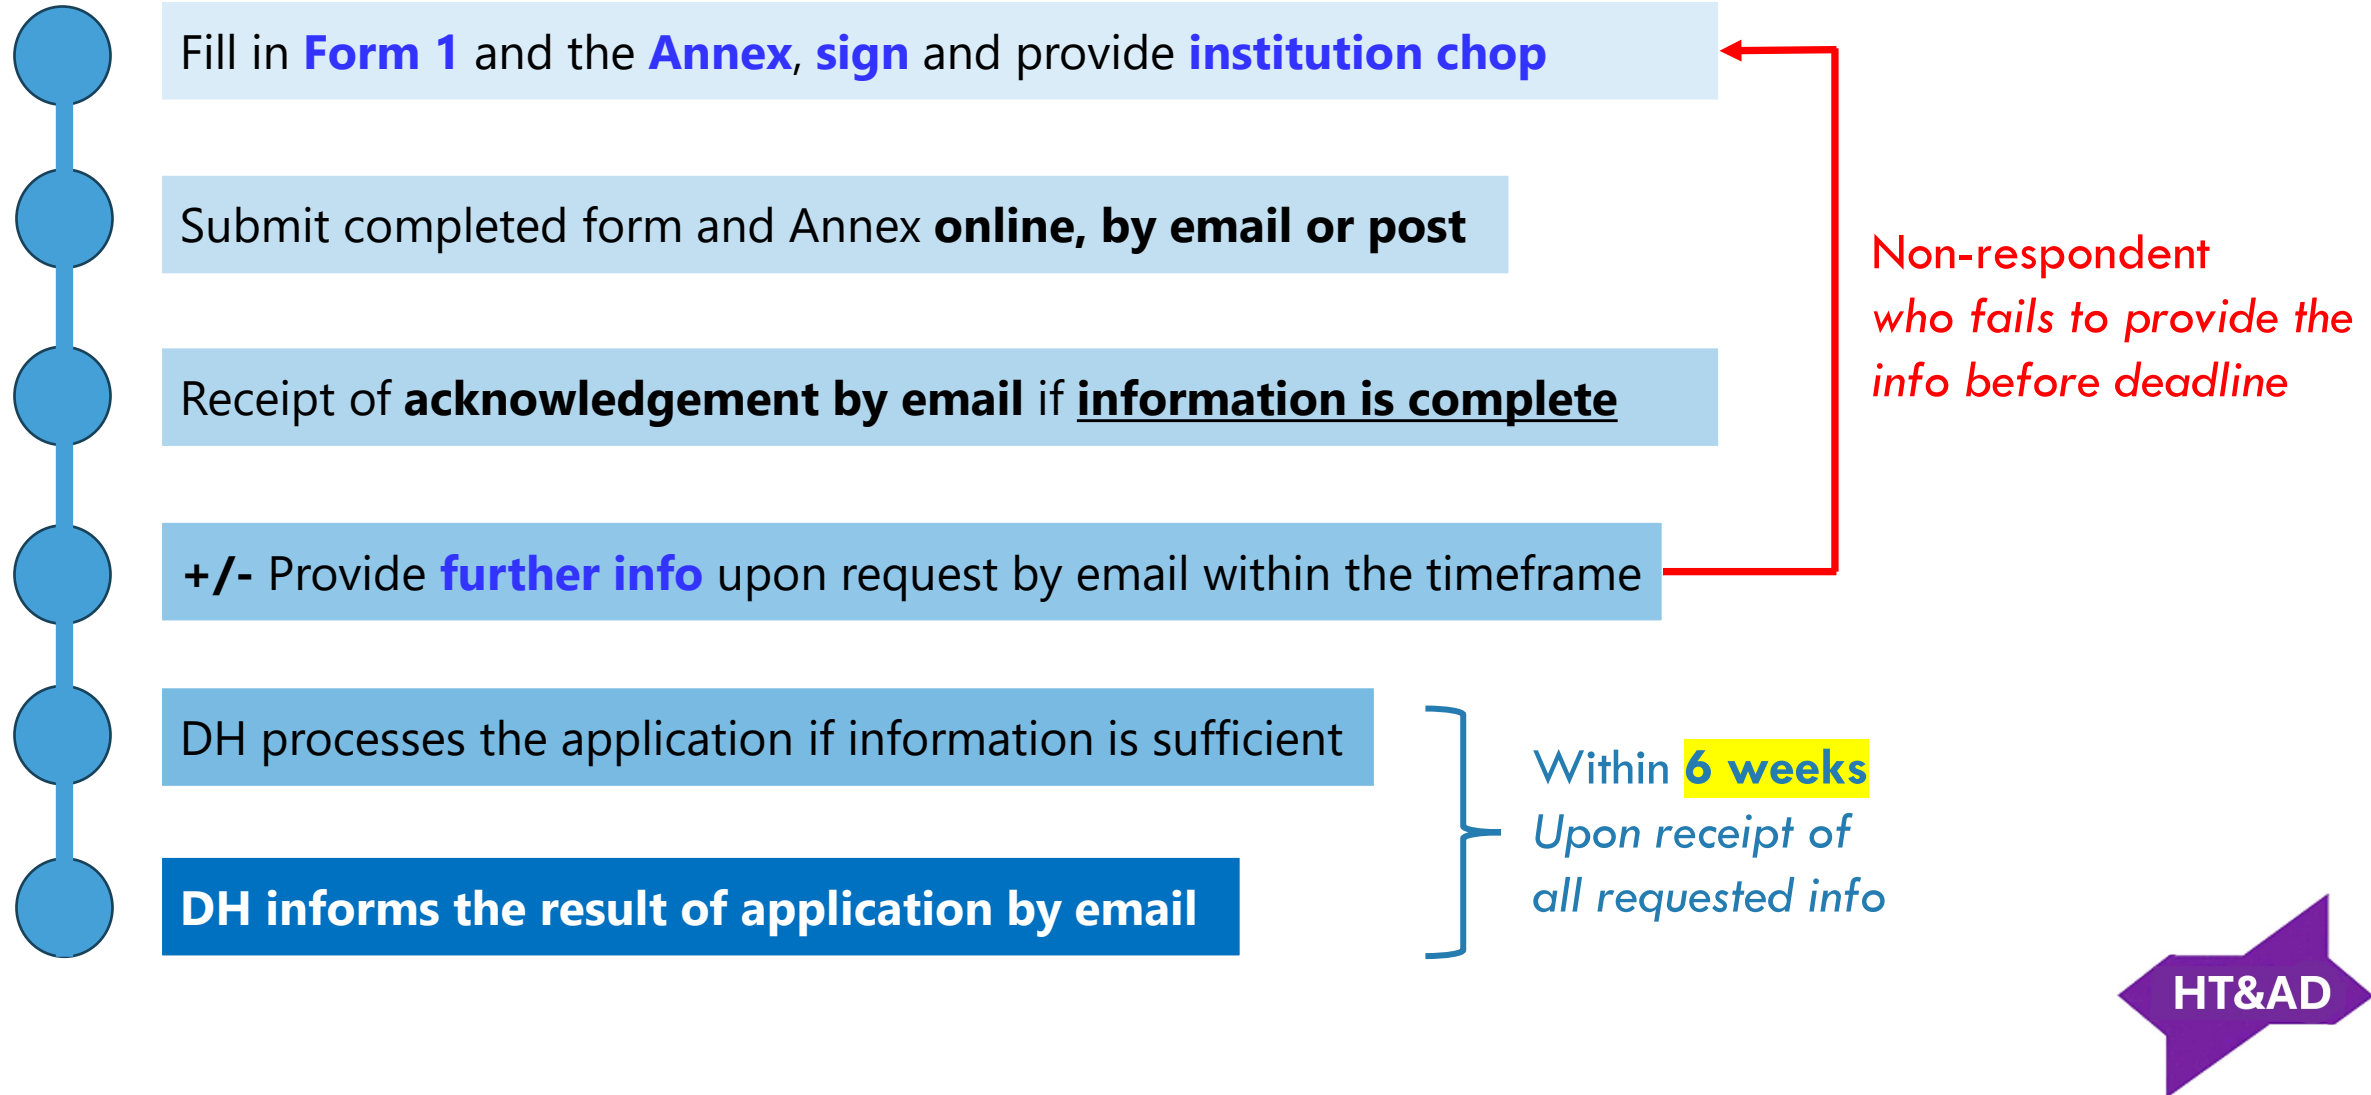 Fill in Form 1 and the Annex, sign and provide institution chop
Submit completed form and Annex online, by email or post
Receipt of acknowledgement by email if information is complete
+/- Provide further info upon request by email within the timeframe
DH processes the application if information is sufficient
DH informs the result of application by email
Non-respondent
who fails to provide the
info before deadline
Within 6 weeks
Upon receipt of
all requested info
HT&AD